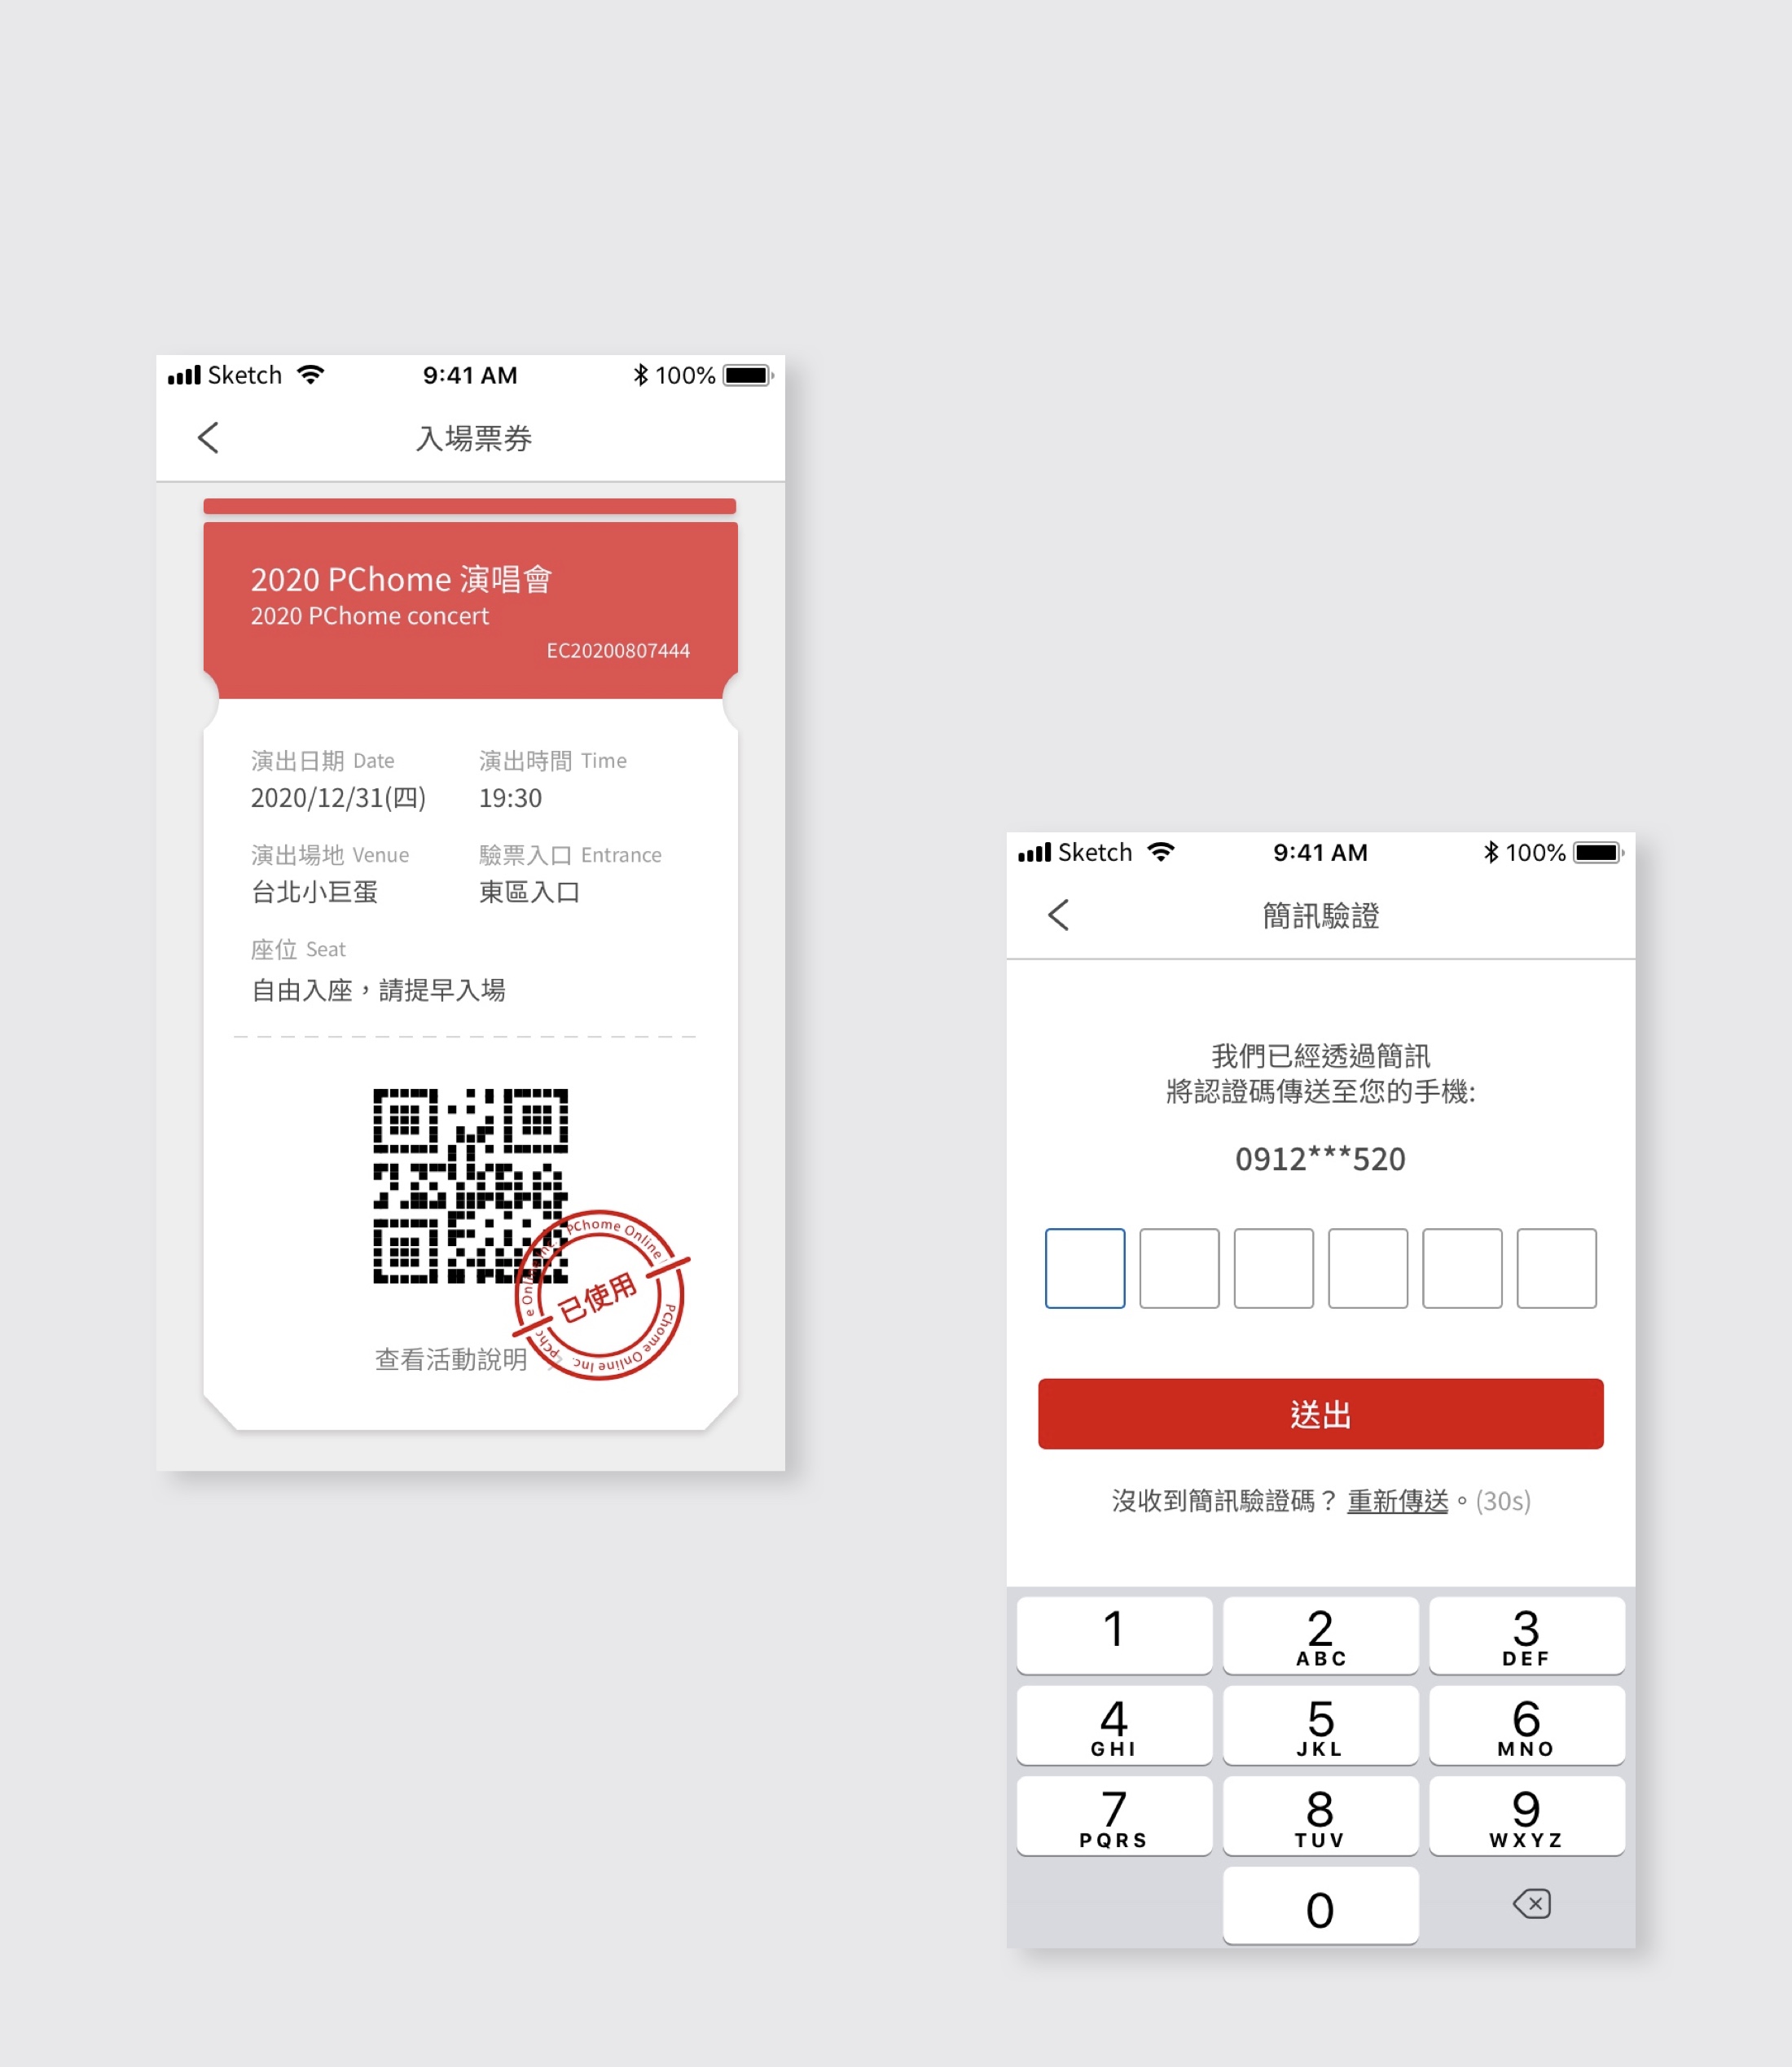 Sketch 9:41 AM 100%
入場票券
2020 PChome 演唱會
2020 PChome concert
EC20200807444
演出日期 Date 演出時間 Time
2020/12/31(四) 19:30
演出場地 Venue 驗票入口 Entrance
台北小巨蛋 東區入口
座位 Seat
自由入座，請提早入場
PChome Online Inc.
PChome Online Inc.
已使用
查看活動說明
Sketch 9:41 AM 100%
簡訊驗證
我們已經透過簡訊
將認證碼傳送至您的手機:
0912***520
送出
沒收到簡訊驗證碼？ 重新傳送。(30s)
1 2 3
ABC DEF
4 5 6
GHI JKL MNO
7 8 9
PQRS TUV WXYZ
0